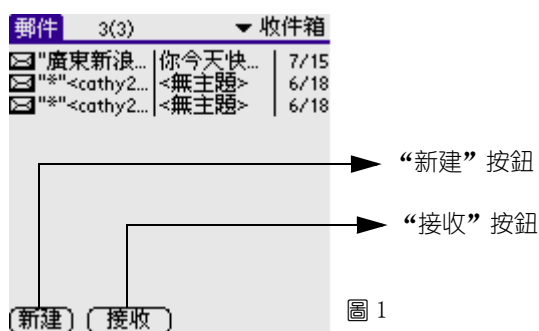 郵件 3(3) 收件箱
"廣東新浪... 你今天快... 7/15
"*"<cathy2... <無主題> 6/18
"*"<cathy2... <無主題> 6/18
“新建”按鈕
“接收”按鈕
新建 接收
圖 1